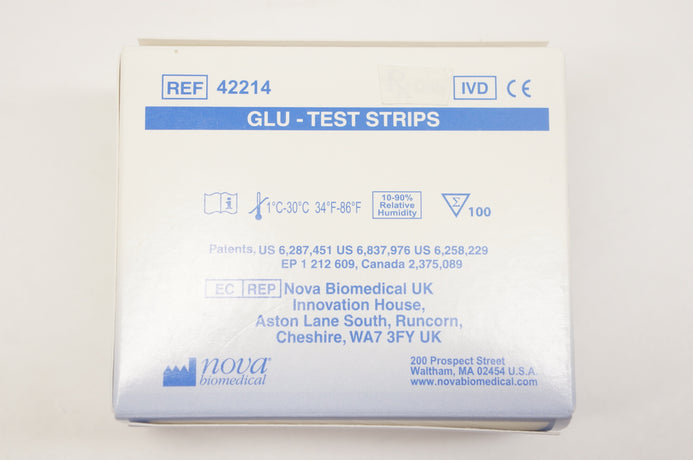 REF 42214 IVD CE
GLU - TEST STRIPS
1°C-30°C 34°F-86°F
10-90%
Relative
Humidity
Σ 100
Patents, US 6,287,451 US 6,837,976 US 6,258,229
EP 1 212 609, Canada 2,375,089
EC REP Nova Biomedical UK
Innovation House,
Aston Lane South, Runcorn,
Cheshire, WA7 3FY UK
nova®
biomedical
200 Prospect Street
Waltham, MA 02454 U.S.A.
www.novabiomedical.com